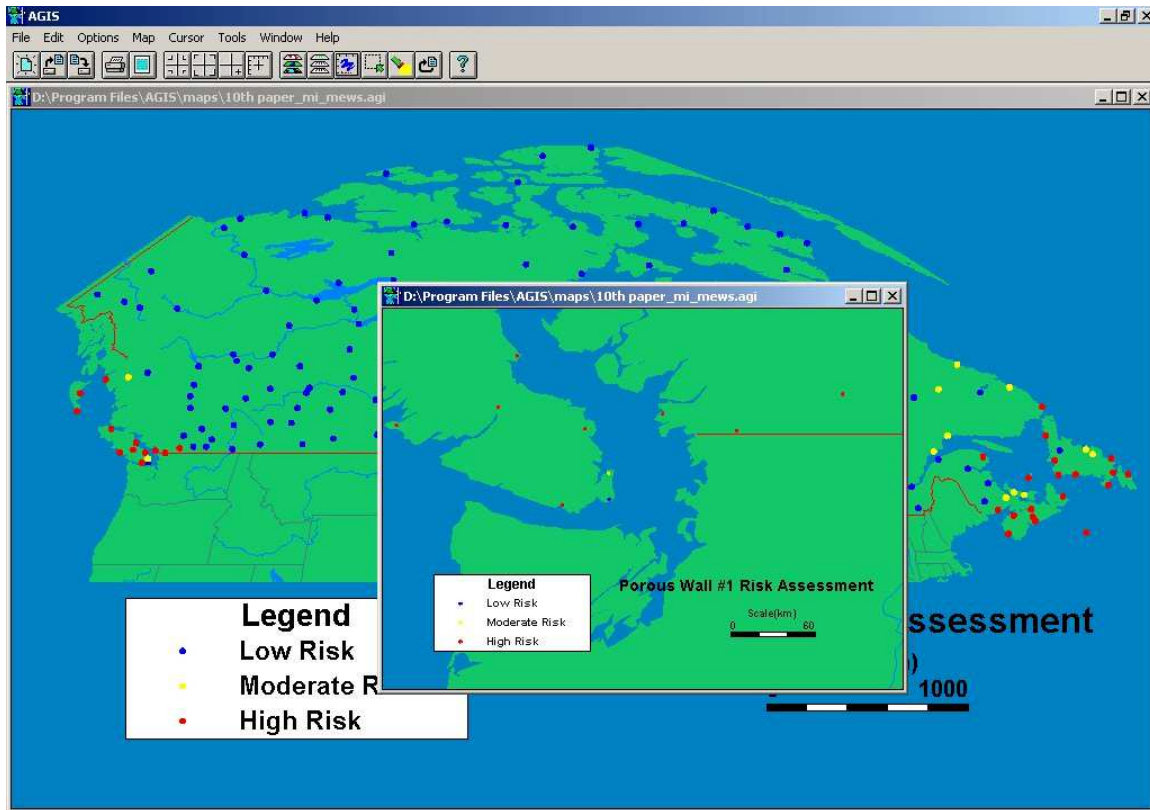 AGIS
File Edit Options Map Cursor Tools Window Help
?
D:\Program Files\AGIS\maps\10th paper_mi_mews.agi
D:\Program Files\AGIS\maps\10th paper_mi_mews.agi
Legend
Low Risk
Moderate Risk
High Risk
Porous Wall #1 Risk Assessment
Scale(km)
0 60
Legend
Low Risk
Moderate R
High Risk
ssessment
)
1000